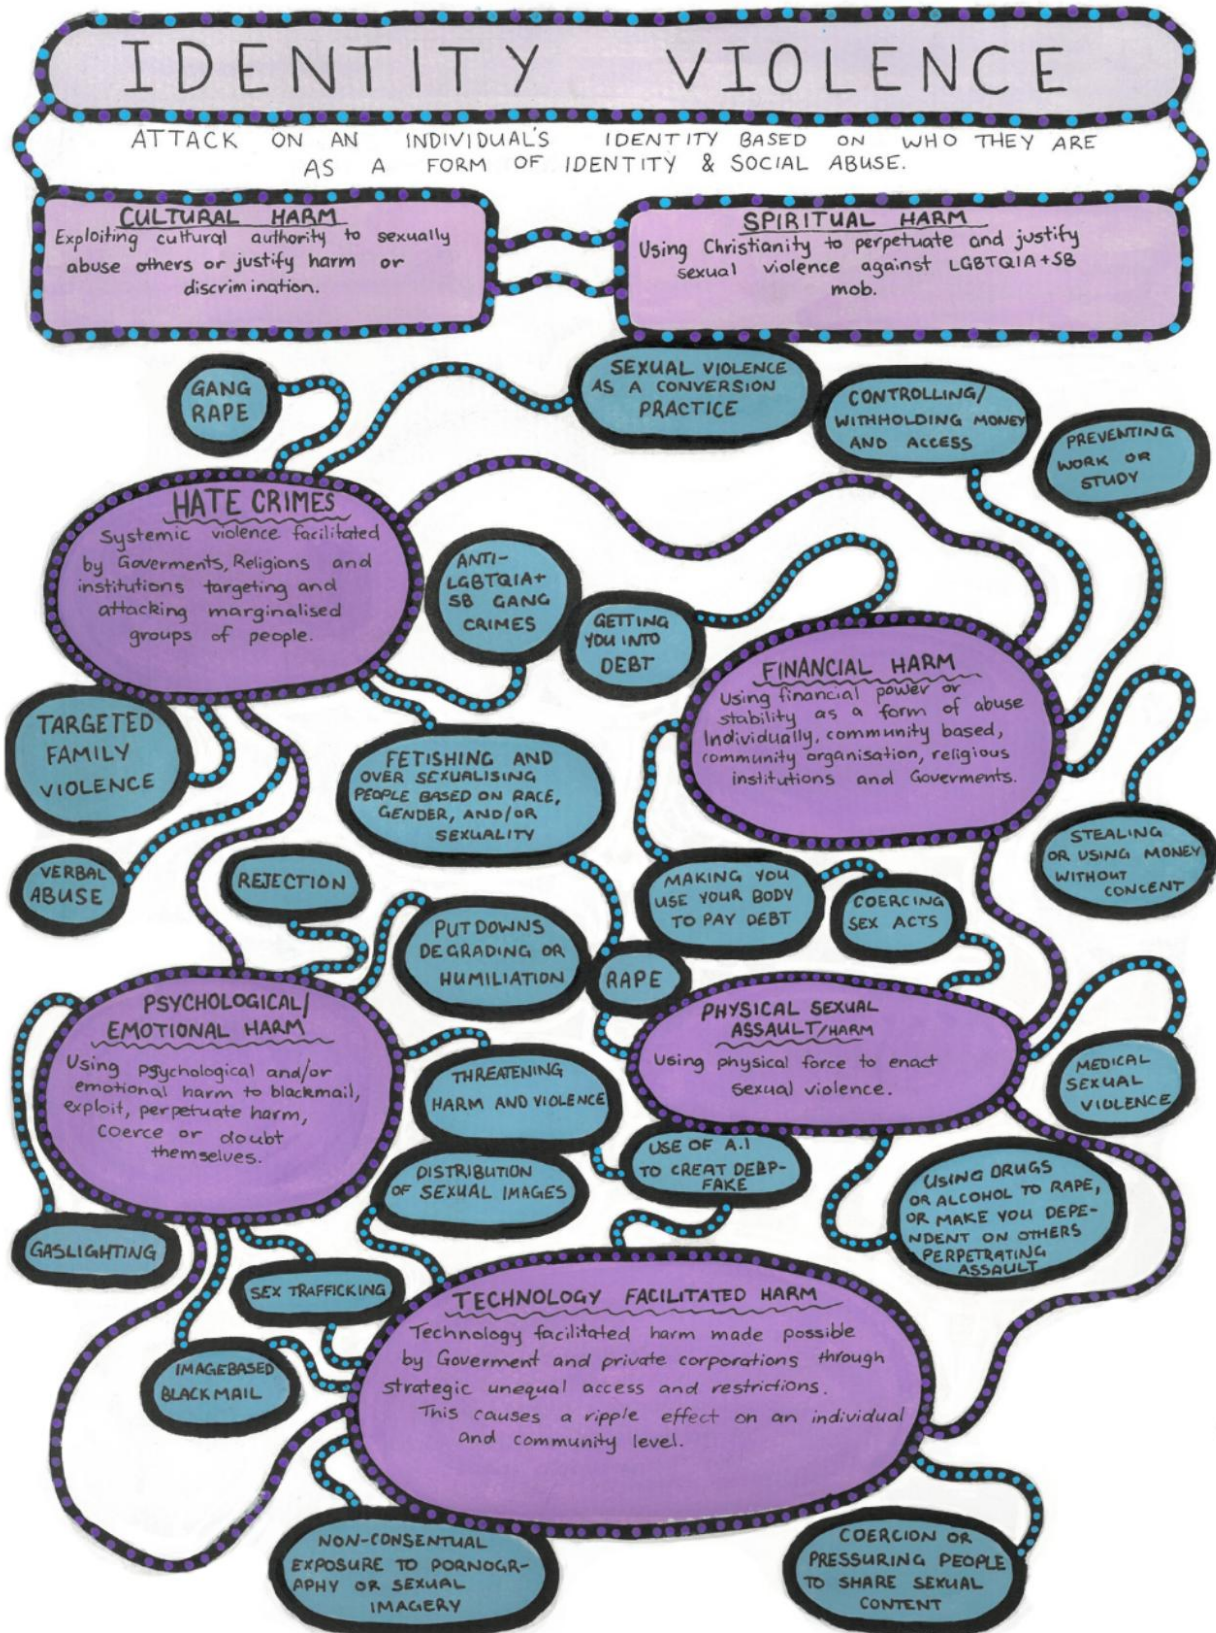 IDENTITY VIOLENCE
ATTACK ON AN INDIVIDUAL'S IDENTITY BASED ON WHO THEY ARE
AS A FORM OF IDENTITY & SOCIAL ABUSE.
CULTURAL HARM
Exploiting cultural authority to sexually
abuse others or justify harm or
discrimination.
SPIRITUAL HARM
Using Christianity to perpetuate and justify
sexual violence against LGBTQIA+SB
mob.
GANG
RAPE
SEXUAL VIOLENCE
AS A CONVERSION
PRACTICE
CONTROLLING/
WITHHOLDING MONEY
AND ACCESS
PREVENTING
WORK OR
STUDY
HATE CRIMES
Systemic violence facilitated
by Goverments, Religions and
institutions targeting and
attacking marginalised
groups of people.
ANTI-
LGBTQIA+
SB GANG
CRIMES
GETTING
YOU INTO
DEBT
FINANCIAL HARM
Using financial power or
stability as a form of abuse
Individually, community based,
community organisation, religious
institutions and Goverments.
TARGETED
FAMILY
VIOLENCE
FETISHING AND
OVER SEXUALISING
PEOPLE BASED ON RACE,
GENDER, AND/OR
SEXUALITY
STEALING
OR USING MONEY
WITHOUT
CONCENT
VERBAL
ABUSE
REJECTION
MAKING YOU
USE YOUR BODY
TO PAY DEBT
COERCING
SEX ACTS
PUT DOWNS
DEGRADING OR
HUMILIATION
RAPE
PSYCHOLOGICAL/
EMOTIONAL HARM
Using psychological and/or
emotional harm to blackmail,
exploit, perpetuate harm,
coerce or doubt
themselves.
PHYSICAL SEXUAL
ASSAULT/HARM
Using physical force to enact
sexual violence.
THREATENING
HARM AND VIOLENCE
MEDICAL
SEXUAL
VIOLENCE
DISTRIBUTION
OF SEXUAL IMAGES
USE OF A.I
TO CREAT DEEP-
FAKE
USING DRUGS
OR ALCOHOL TO RAPE,
OR MAKE YOU DEPE-
NDENT ON OTHERS
PERPETRATING
ASSAULT
GASLIGHTING
SEX TRAFFICKING
IMAGEBASED
BLACKMAIL
TECHNOLOGY FACILITATED HARM
Technology facilitated harm made possible
by Goverment and private corporations through
strategic unequal access and restrictions.
This causes a ripple effect on an individual
and community level.
NON-CONSENTUAL
EXPOSURE TO PORNOGR-
APHY OR SEXUAL
IMAGERY
COERCION OR
PRESSURING PEOPLE
TO SHARE SEXUAL
CONTENT